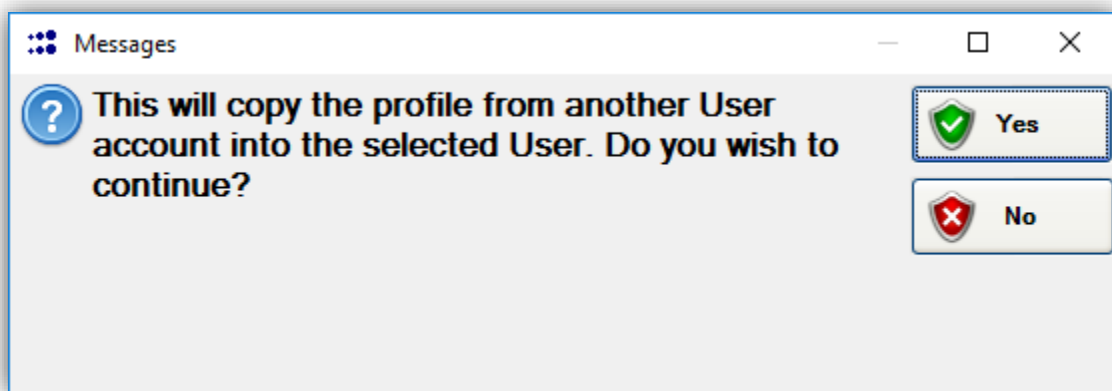 Messages
This will copy the profile from another User
account into the selected User. Do you wish to
continue?
Yes
No